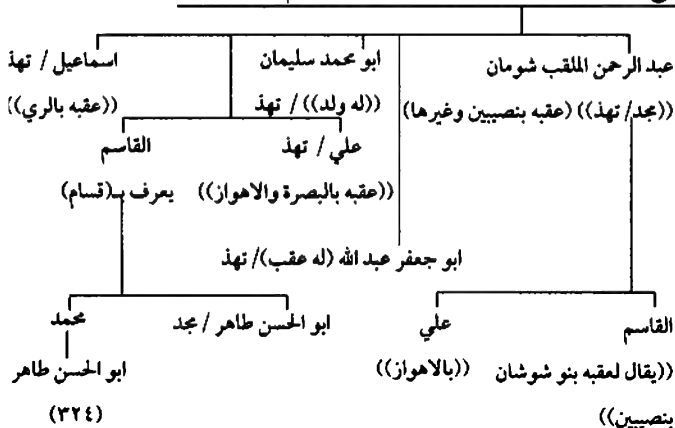 عبد الرحمن الملقب شومان
((مجد/ تهذ)) (عقبه بنصيبين وغيرها)
ابو محمد سليمان
((له ولد)) / تهذ
اسماعيل / تهذ
((عقبه بالري))
علي / تهذ
((عقبه بالبصرة والاهواز))
القاسم
يعرف بـ(قسام)
ابو جعفر عبد الله (له عقب)/ تهذ
القاسم
((يقال لعقبه بنو شوشان
بنصيبين))
علي
((بالاهواز))
ابو الحسن طاهر / مجد
محمد
ابو الحسن طاهر
(٣٢٤)